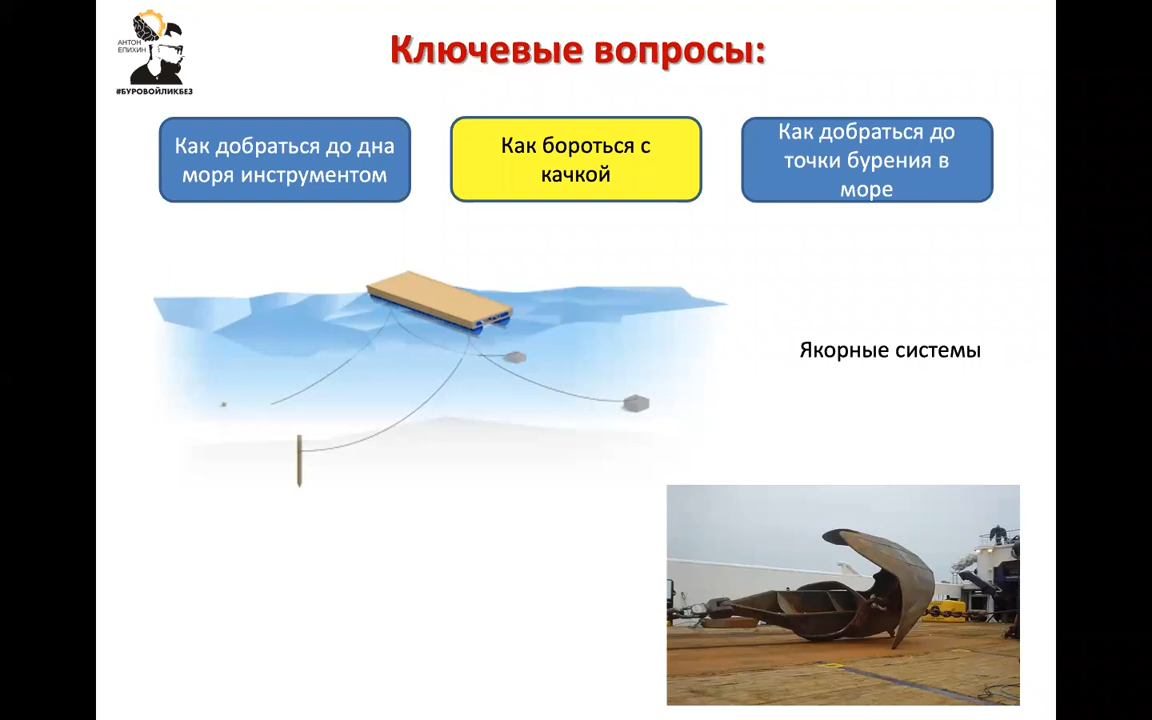 АНТОН
ЕПИХИН
#БУРОВОЙЛИКБЕЗ
Ключевые вопросы:
Как добраться до дна
моря инструментом
Как бороться с
качкой
Как добраться до
точки бурения в
море
Якорные системы